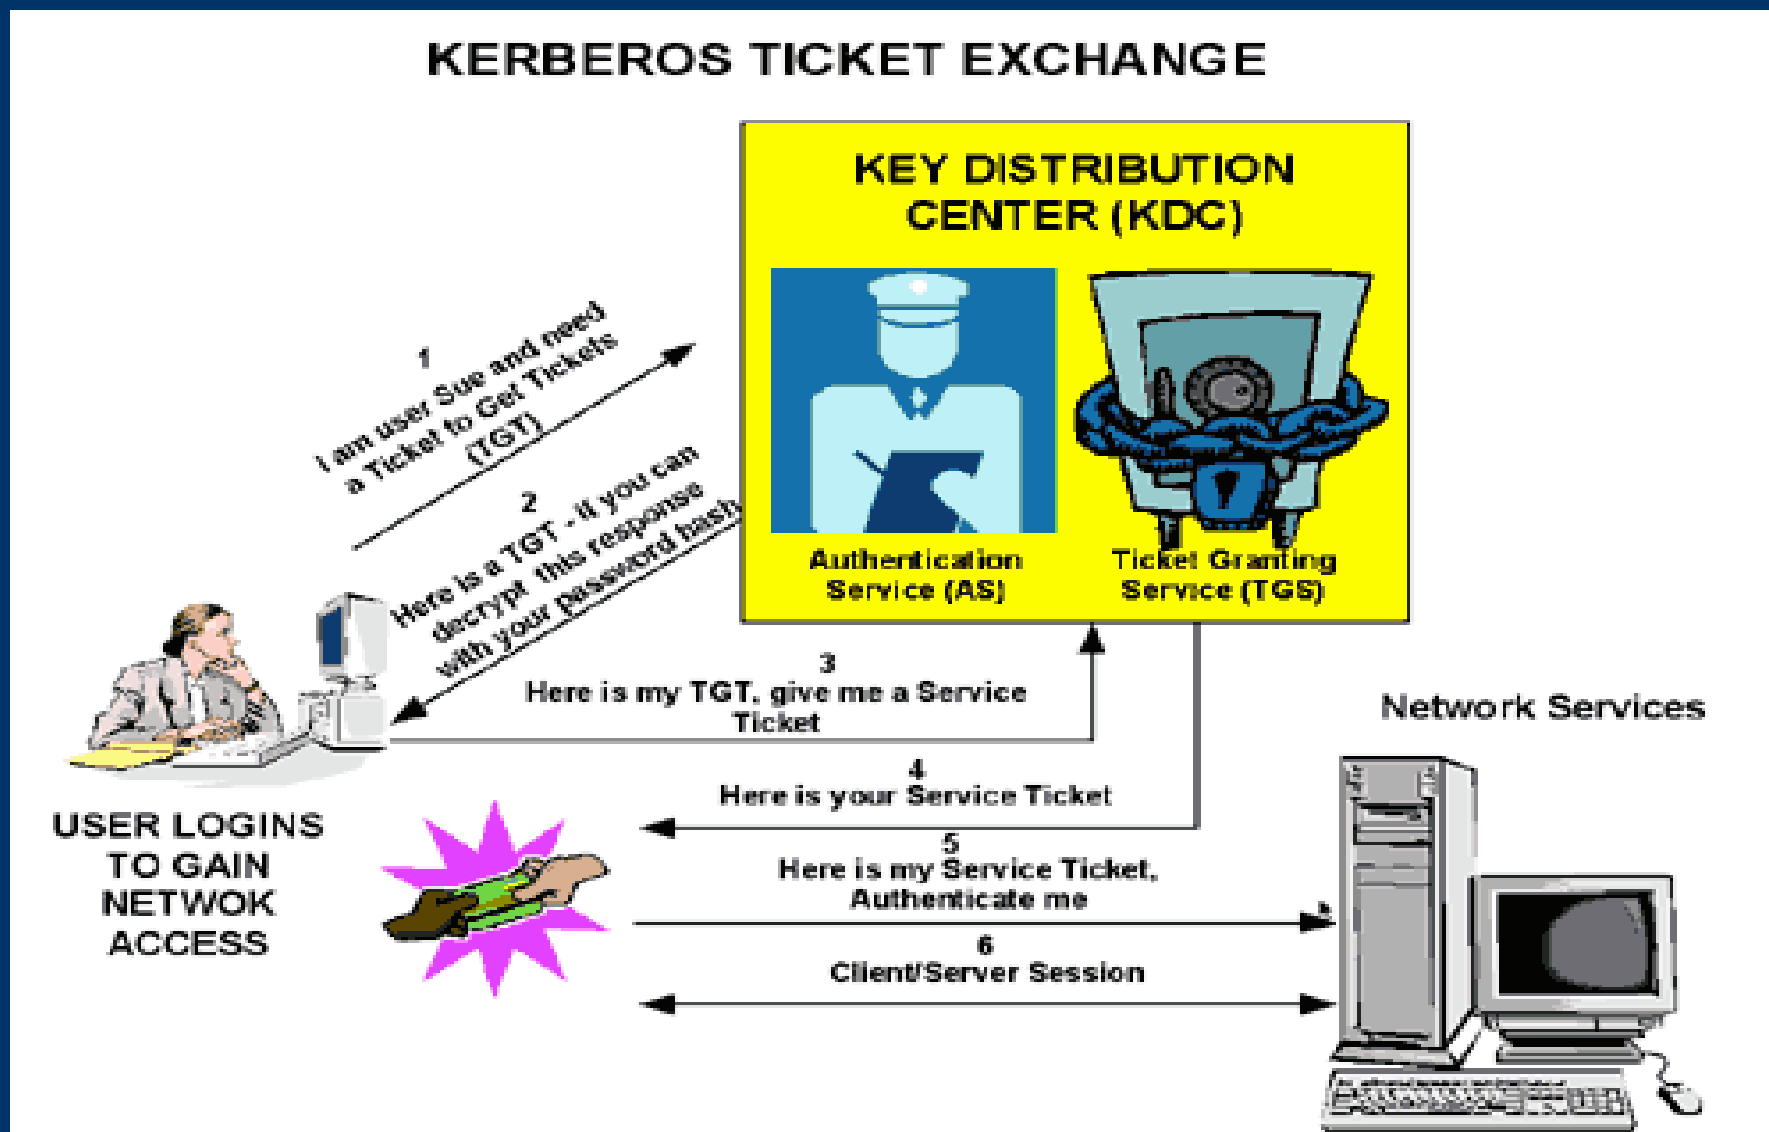 KERBEROS TICKET EXCHANGE
KEY DISTRIBUTION
CENTER (KDC)
Authentication
Service (AS)
Ticket Granting
Service (TGS)
1
I am user Sue and need
a Ticket to Get Tickets
(TGT)
2
Here is a TGT - if you can
decrypt this response
with your password hash
3
Here is my TGT, give me a Service
Ticket
4
Here is your Service Ticket
5
Here is my Service Ticket,
Authenticate me
6
Client/Server Session
USER LOGINS
TO GAIN
NETWOK
ACCESS
Network Services